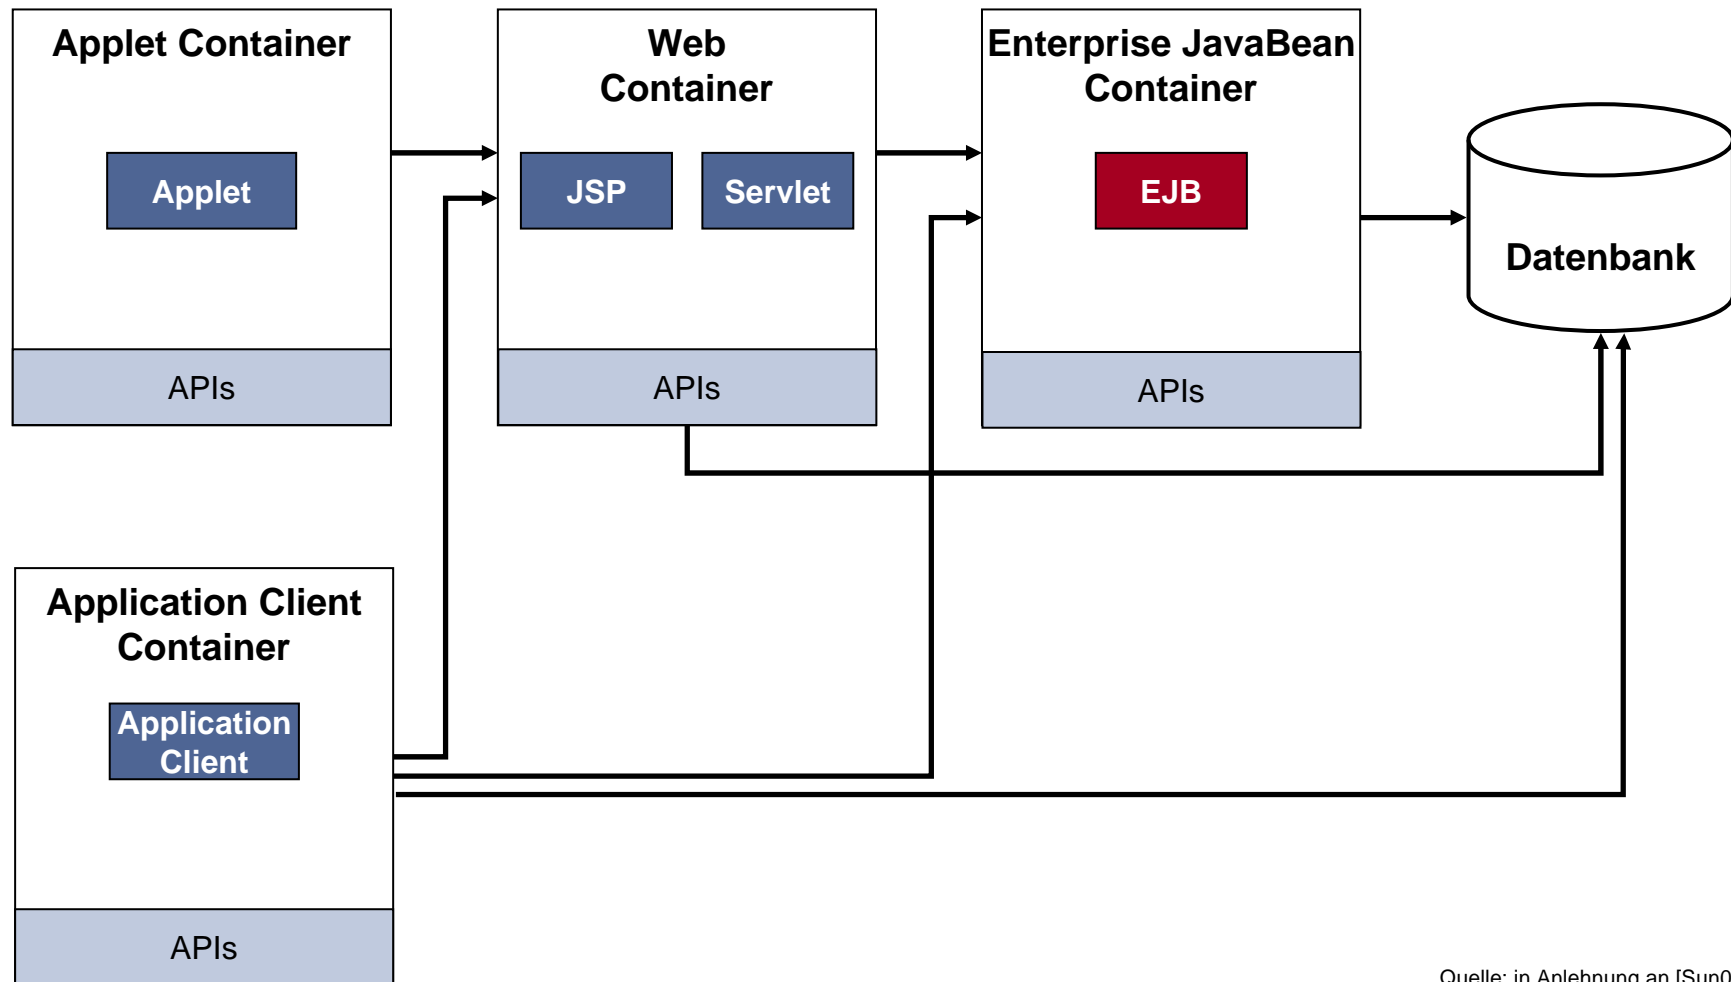 Applet Container
Applet
APIs
Web
Container
JSP
Servlet
APIs
Enterprise JavaBean
Container
EJB
APIs
Datenbank
Application Client
Container
Application
Client
APIs
Quelle: in Anlehnung an [Sun0